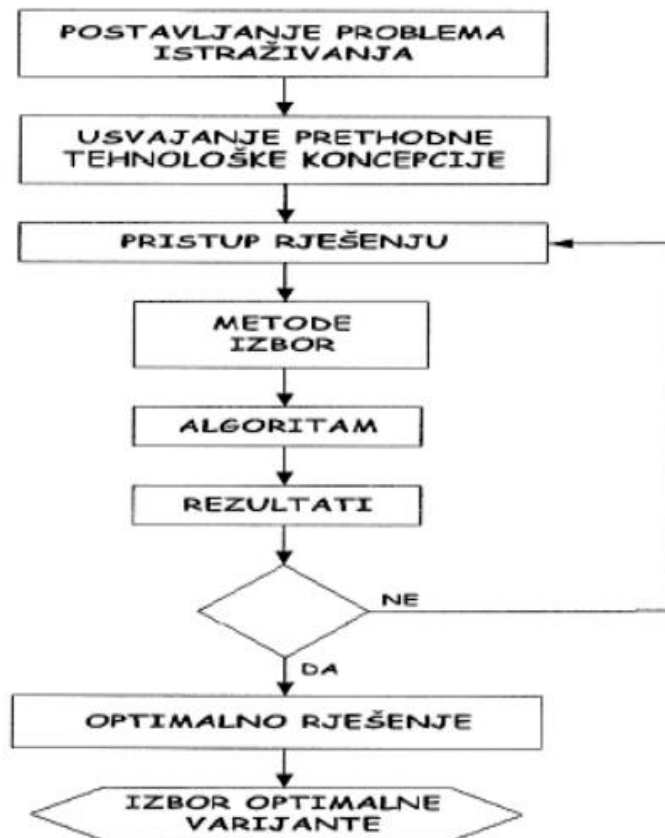 POSTAVLJANJE PROBLEMA
ISTRAŽIVANJA
USVAJANJE PRETHODNE
TEHNOLOŠKE KONCEPCIJE
PRISTUP RJEŠENJU
METODE
IZBOR
ALGORITAM
REZULTATI
NE
DA
OPTIMALNO RJEŠENJE
IZBOR OPTIMALNE
VARIJANTE